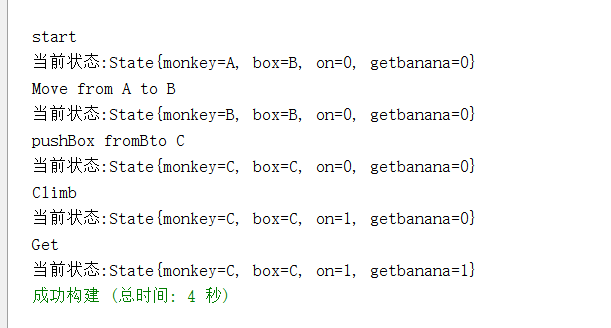 start
当前状态:State{monkey=A, box=B, on=0, getbanana=0}
Move from A to B
当前状态:State{monkey=B, box=B, on=0, getbanana=0}
pushBox fromBto C
当前状态:State{monkey=C, box=C, on=0, getbanana=0}
Climb
当前状态:State{monkey=C, box=C, on=1, getbanana=0}
Get
当前状态:State{monkey=C, box=C, on=1, getbanana=1}
成功构建 (总时间: 4 秒)